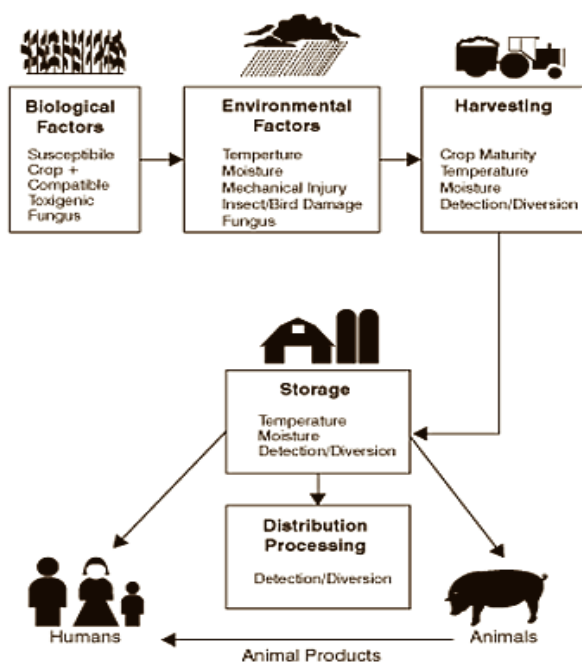 Biological
Factors
Susceptibile
Crop +
Compatible
Toxigenic
Fungus
Environmental
Factors
Temperture
Moisture
Mechanical Injury
Insect/Bird Damage
Fungus
Harvesting
Crop Maturity
Temperature
Moisture
Detection/Diversion
Storage
Temperature
Moisture
Detection/Diversion
Distribution
Processing
Detection/Diversion
Humans
Animals
Animal Products